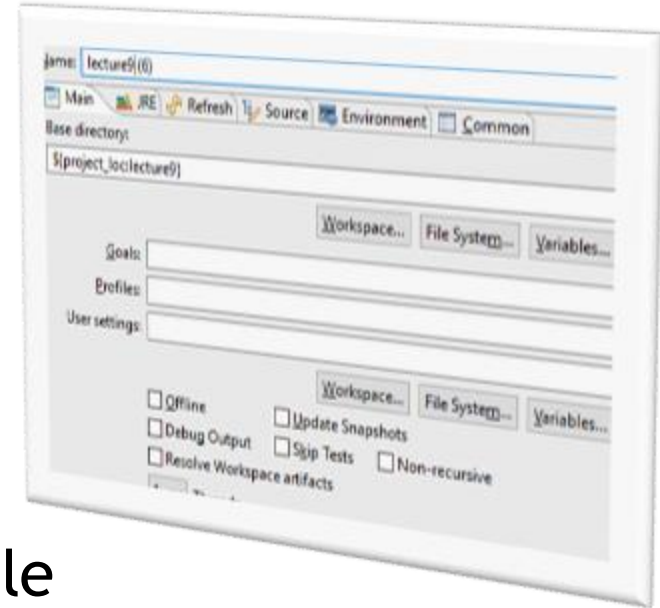 Name: lecture9 (6)
Main JRE Refresh Source Environment Common
Base directory:
${project_loc:lecture9}
Workspace... File System... Variables...
Goals:
Profiles:
User settings:
Workspace... File System... Variables...
Offline Update Snapshots
Debug Output Skip Tests Non-recursive
Resolve Workspace artifacts
le